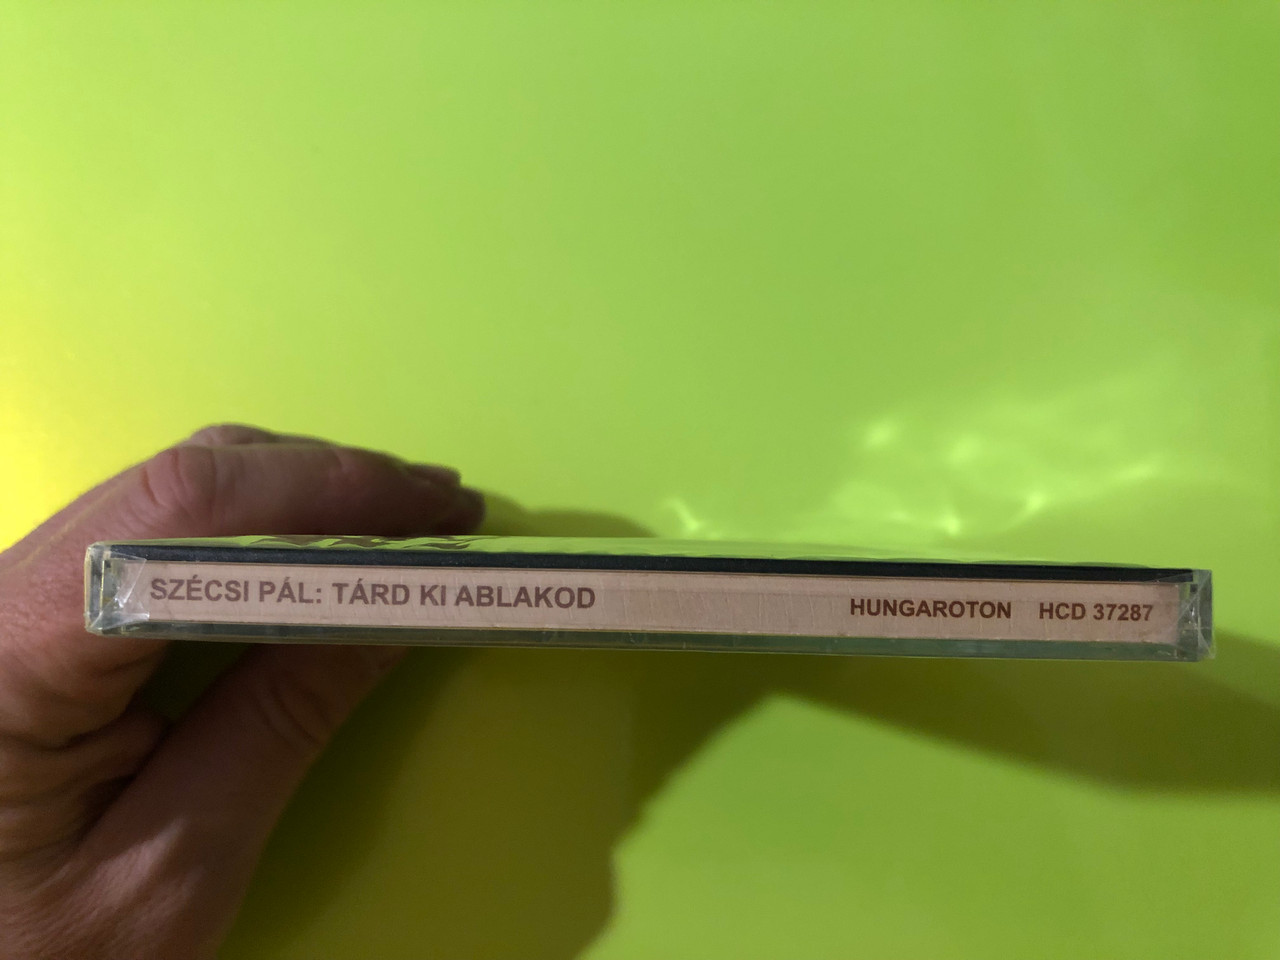 SZÉCSI PÁL: TÁRD KI ABLAKOD HUNGAROTON HCD 37287